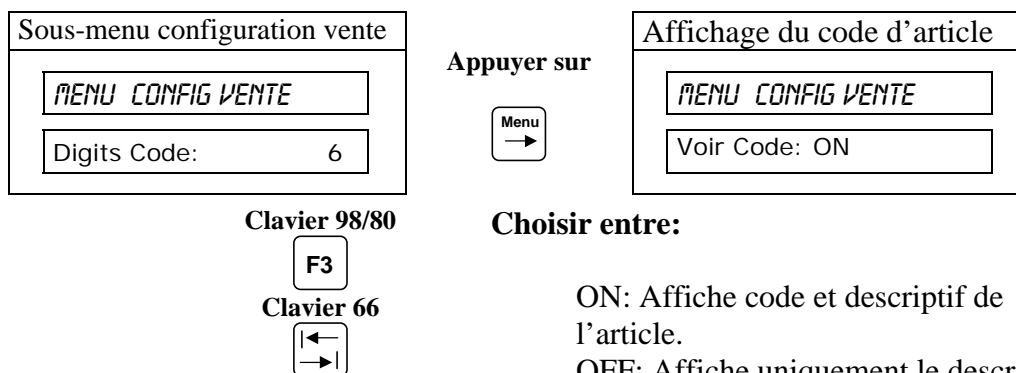 Sous-menu configuration vente
MENU CONFIG VENTE
Digits Code: 6
Appuyer sur
Menu
Affichage du code d’article
MENU CONFIG VENTE
Voir Code: ON
Clavier 98/80
F3
Clavier 66
Choisir entre:
ON: Affiche code et descriptif de
l’article.
OFF: Affiche uniquement le